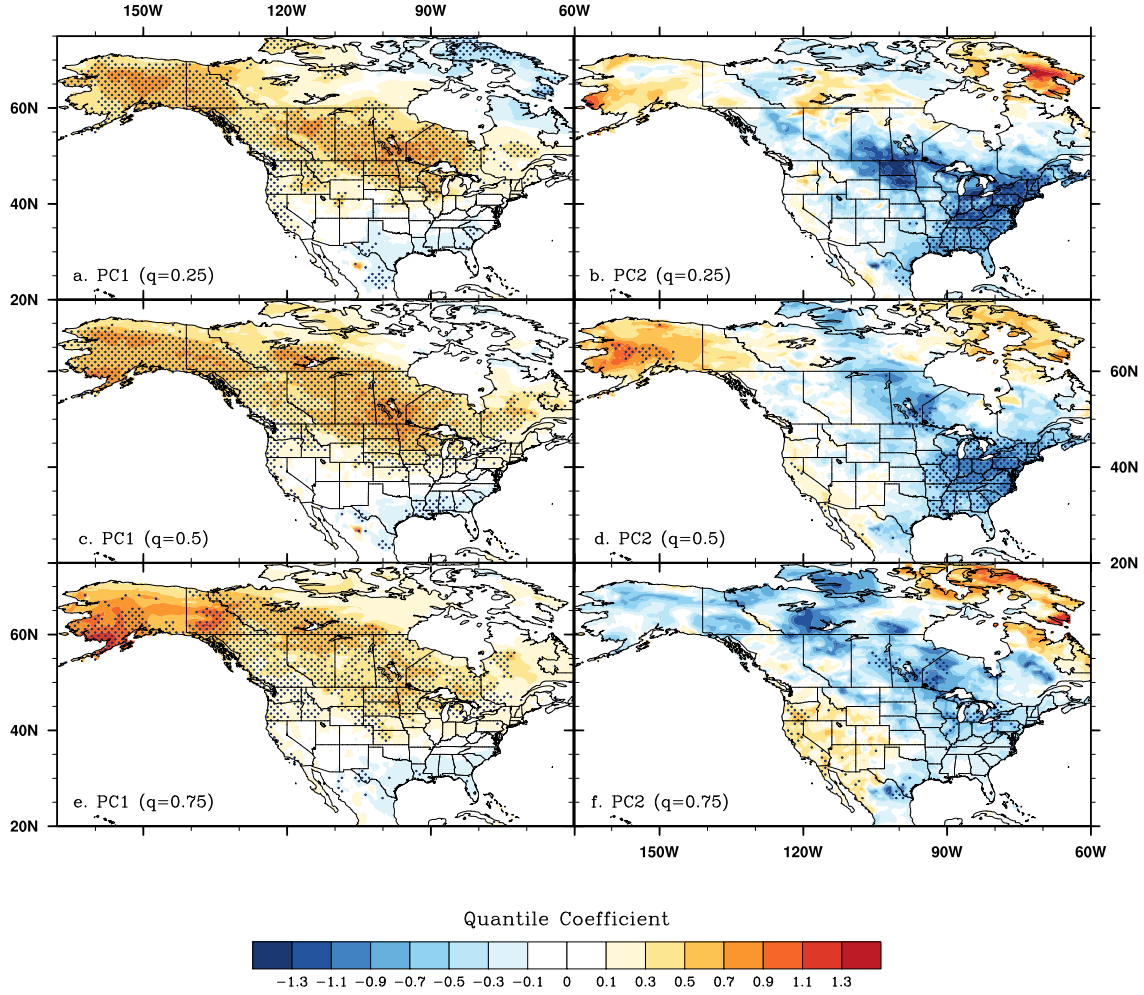 150W 120W 90W 60W
60N
40N
20N
a. PC1 (q=0.25)
b. PC2 (q=0.25)
60N
40N
20N
c. PC1 (q=0.5)
d. PC2 (q=0.5)
60N
40N
20N
e. PC1 (q=0.75)
f. PC2 (q=0.75)
150W 120W 90W 60W
Quantile Coefficient
−1.3 −1.1 −0.9 −0.7 −0.5 −0.3 −0.1 0 0.1 0.3 0.5 0.7 0.9 1.1 1.3